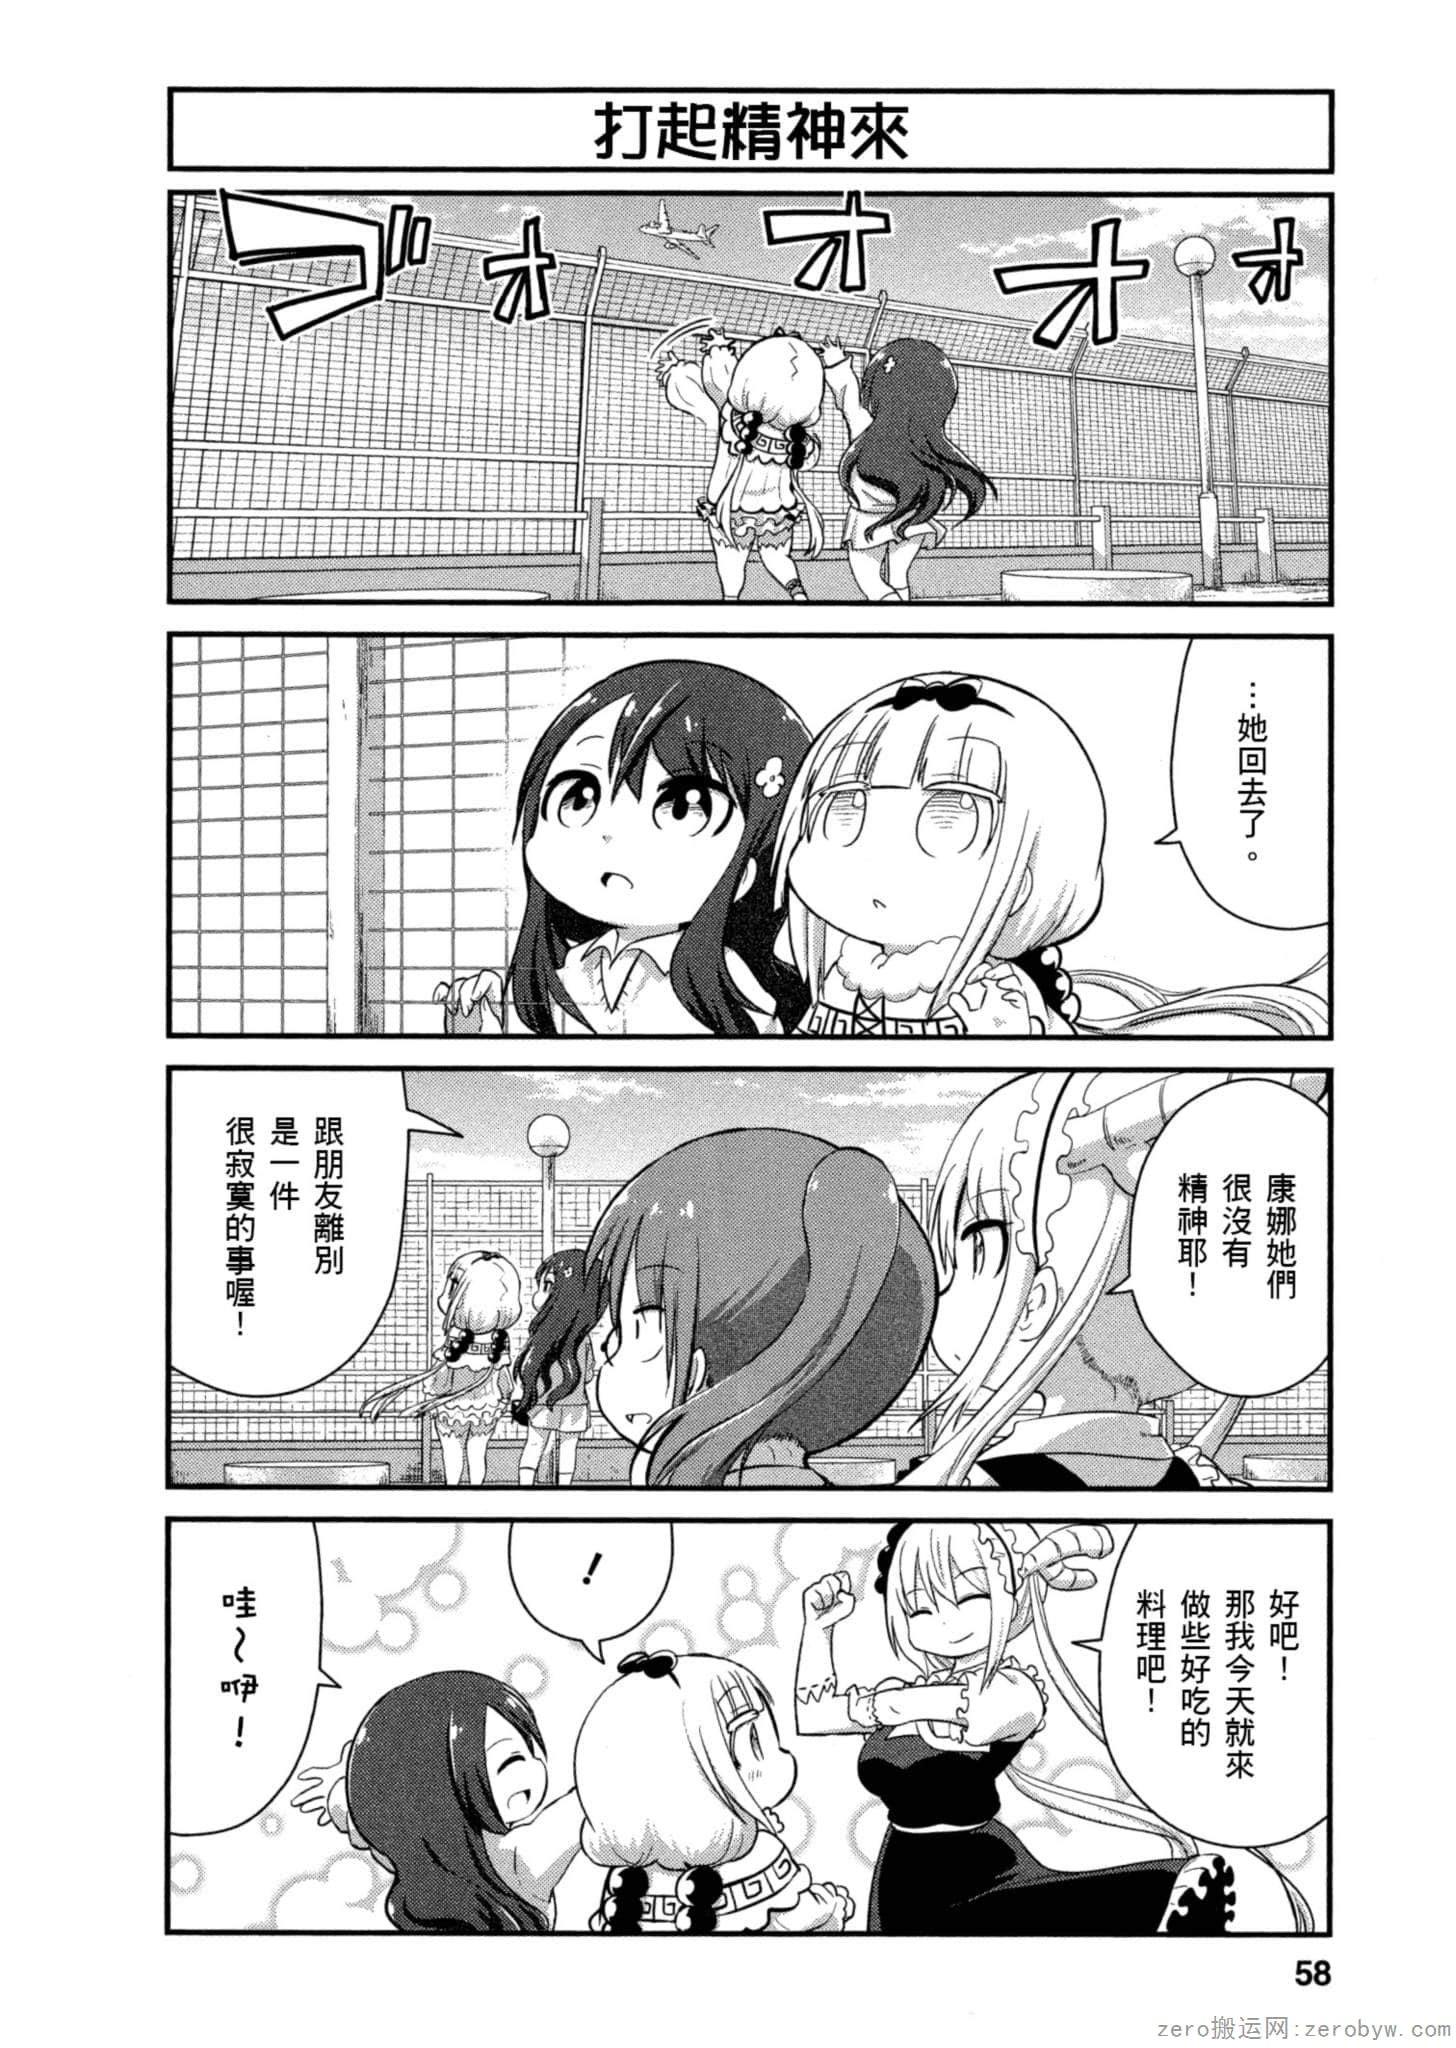 打起精神來
ゴォオオォ
…她回去了。
康娜她們
很沒有
精神耶！
跟朋友離別
是一件
很寂寞的事喔！
好吧！
那我今天就來
做些好吃的
料理吧！
！
哇～咿！
58
zero搬运网:zerobyw.com